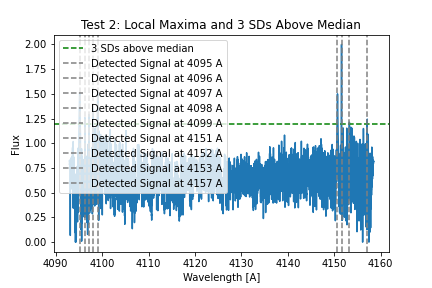 Test 2: Local Maxima and 3 SDs Above Median
Flux
2.00
1.75
1.50
1.25
1.00
0.75
0.50
0.25
0.00
3 SDs above median
Detected Signal at 4095 A
Detected Signal at 4096 A
Detected Signal at 4097 A
Detected Signal at 4098 A
Detected Signal at 4099 A
Detected Signal at 4151 A
Detected Signal at 4152 A
Detected Signal at 4153 A
Detected Signal at 4157 A
4090 4100 4110 4120 4130 4140 4150 4160
Wavelength [A]